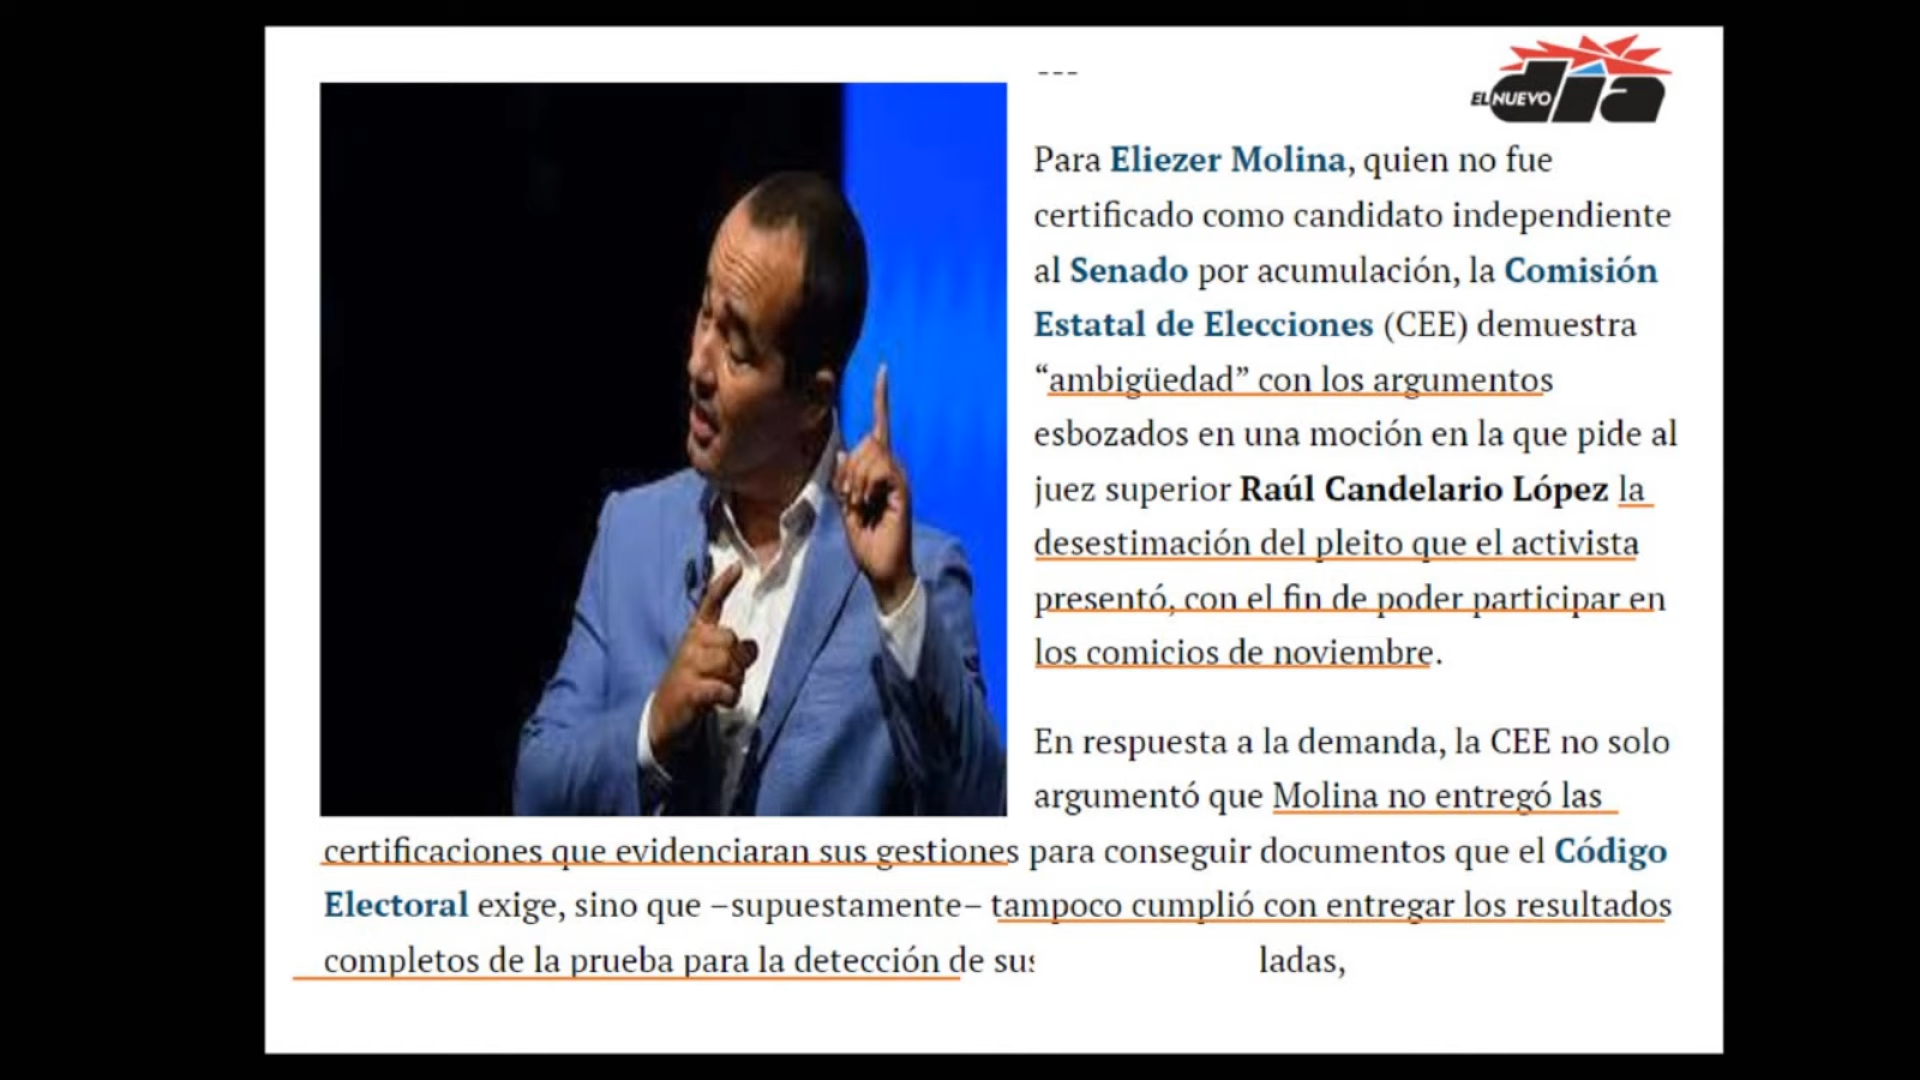 ---
EL NUEVO día
Para Eliezer Molina, quien no fue
certificado como candidato independiente
al Senado por acumulación, la Comisión
Estatal de Elecciones (CEE) demuestra
“ambigüedad” con los argumentos
esbozados en una moción en la que pide al
juez superior Raúl Candelario López la
desestimación del pleito que el activista
presentó, con el fin de poder participar en
los comicios de noviembre.
En respuesta a la demanda, la CEE no solo
argumentó que Molina no entregó las
certificaciones que evidenciaran sus gestiones para conseguir documentos que el Código
Electoral exige, sino que –supuestamente– tampoco cumplió con entregar los resultados
completos de la prueba para la detección de ladas,